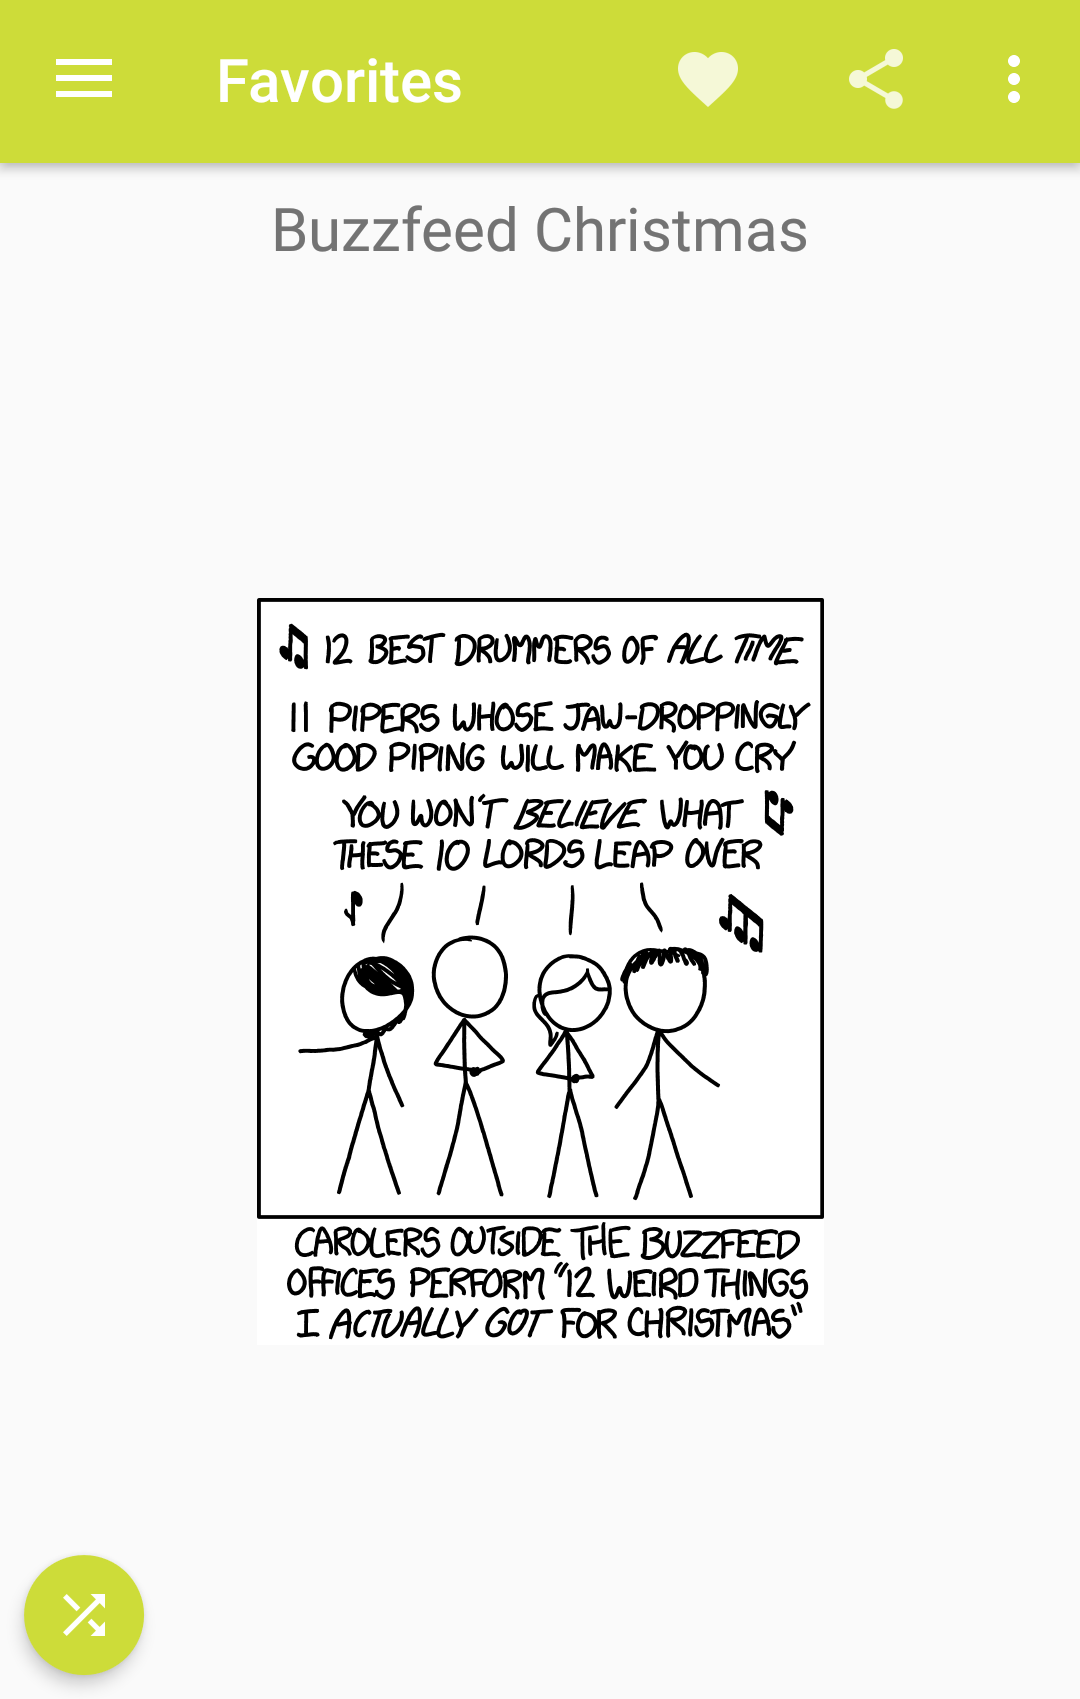 Favorites
Buzzfeed Christmas
12 BEST DRUMMERS OF ALL TIME
11 PIPERS WHOSE JAW-DROPPINGLY
GOOD PIPING WILL MAKE YOU CRY
YOU WON'T BELIEVE WHAT
THESE 10 LORDS LEAP OVER
CAROLERS OUTSIDE THE BUZZFEED
OFFICES PERFORM "12 WEIRD THINGS
I ACTUALLY GOT FOR CHRISTMAS"